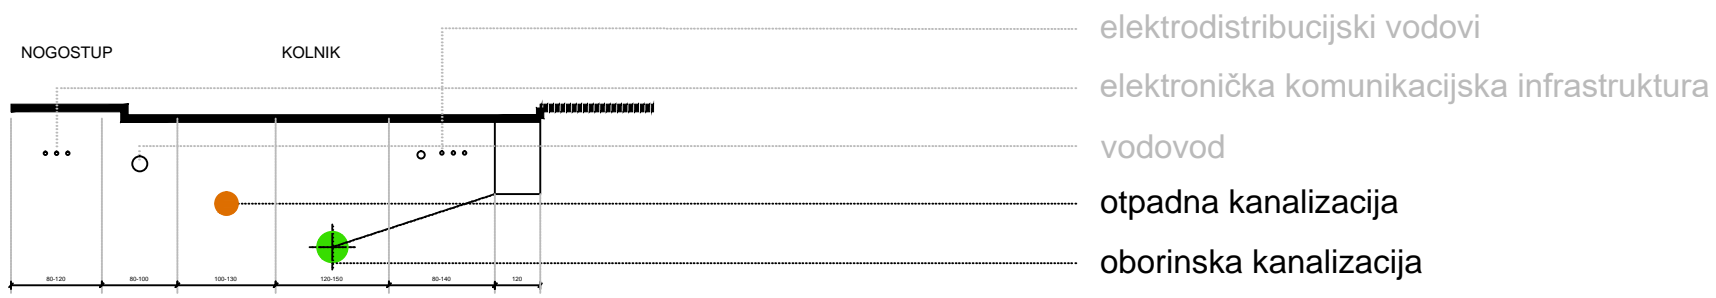 elektrodistribucijski vodovi
NOGOSTUP
KOLNIK
elektronička komunikacijska infrastruktura
vodovod
otpadna kanalizacija
oborinska kanalizacija
80-120
80-100
100-130
120-150
80-140
120